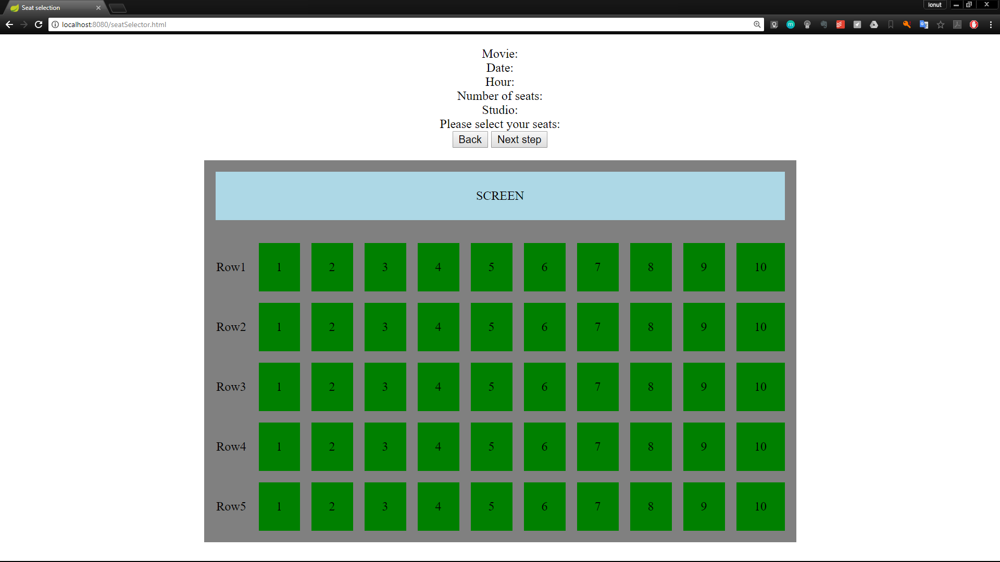 Seat selection
Ionut
localhost:8080/seatSelector.html
Movie:
Date:
Hour:
Number of seats:
Studio:
Please select your seats:
Back Next step
SCREEN
Row1 1 2 3 4 5 6 7 8 9 10
Row2 1 2 3 4 5 6 7 8 9 10
Row3 1 2 3 4 5 6 7 8 9 10
Row4 1 2 3 4 5 6 7 8 9 10
Row5 1 2 3 4 5 6 7 8 9 10